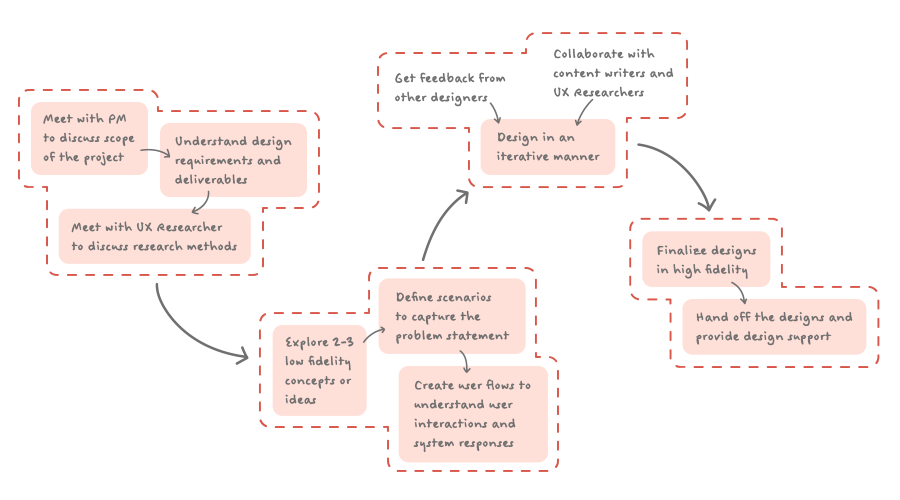 Meet with PM
to discuss scope
of the project
Understand design
requirements and
deliverables
Meet with UX Researcher
to discuss research methods
Explore 2-3
low fidelity
concepts or
ideas
Define scenarios
to capture the
problem statement
Create user flows to
understand user
interactions and
system responses
Get feedback from
other designers
Collaborate with
content writers and
UX Researchers
Design in an
iterative manner
Finalize designs
in high fidelity
Hand off the designs and
provide design support